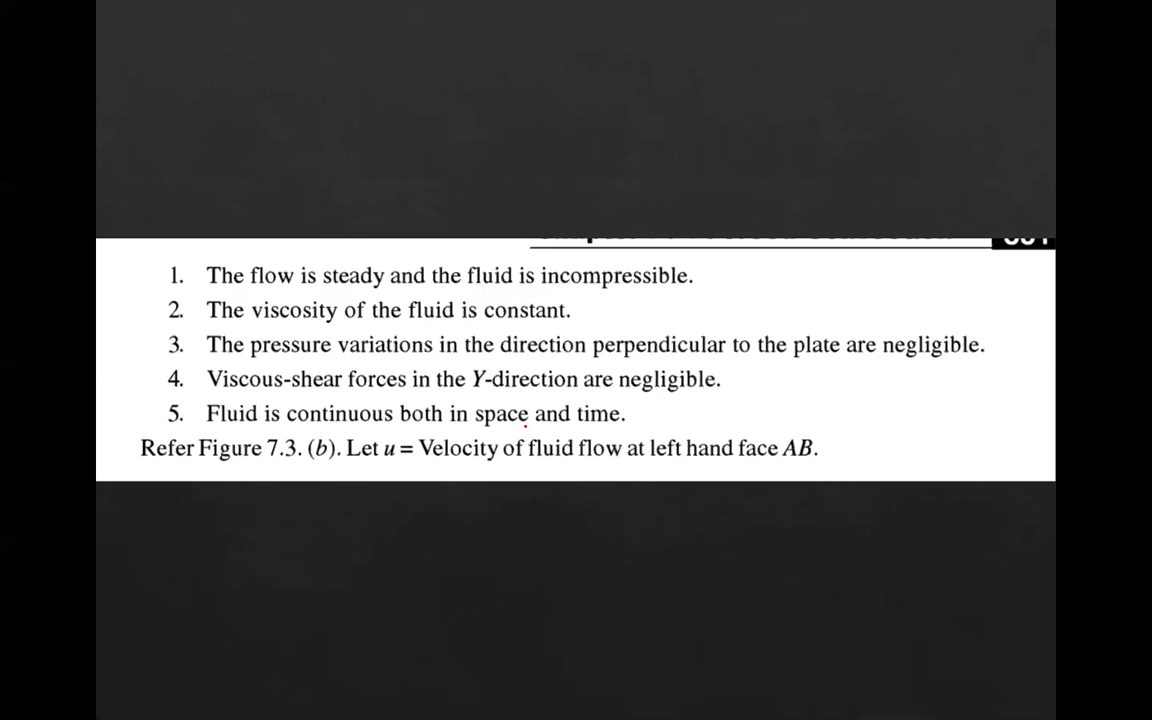 1. The flow is steady and the fluid is incompressible.
2. The viscosity of the fluid is constant.
3. The pressure variations in the direction perpendicular to the plate are negligible.
4. Viscous-shear forces in the Y-direction are negligible.
5. Fluid is continuous both in space and time.
Refer Figure 7.3. (b). Let u = Velocity of fluid flow at left hand face AB.